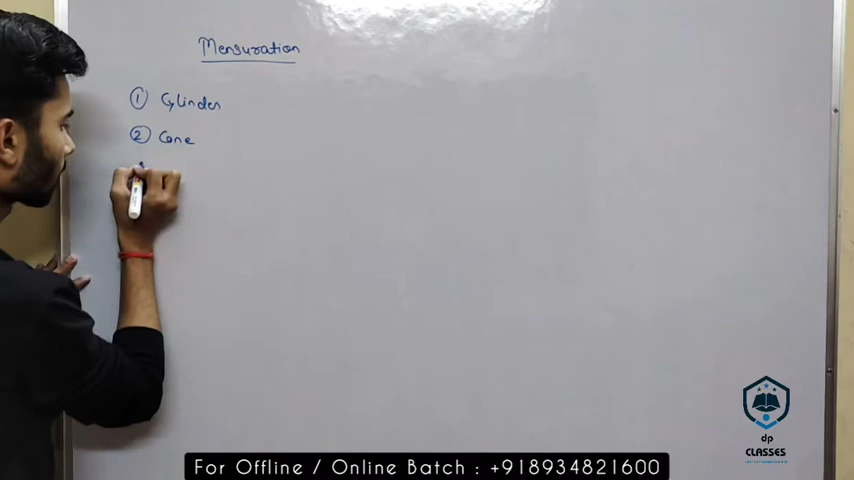 Mensuration
① Cylinder
② Cone
dp
CLASSES
For Offline / Online Batch : +918934821600